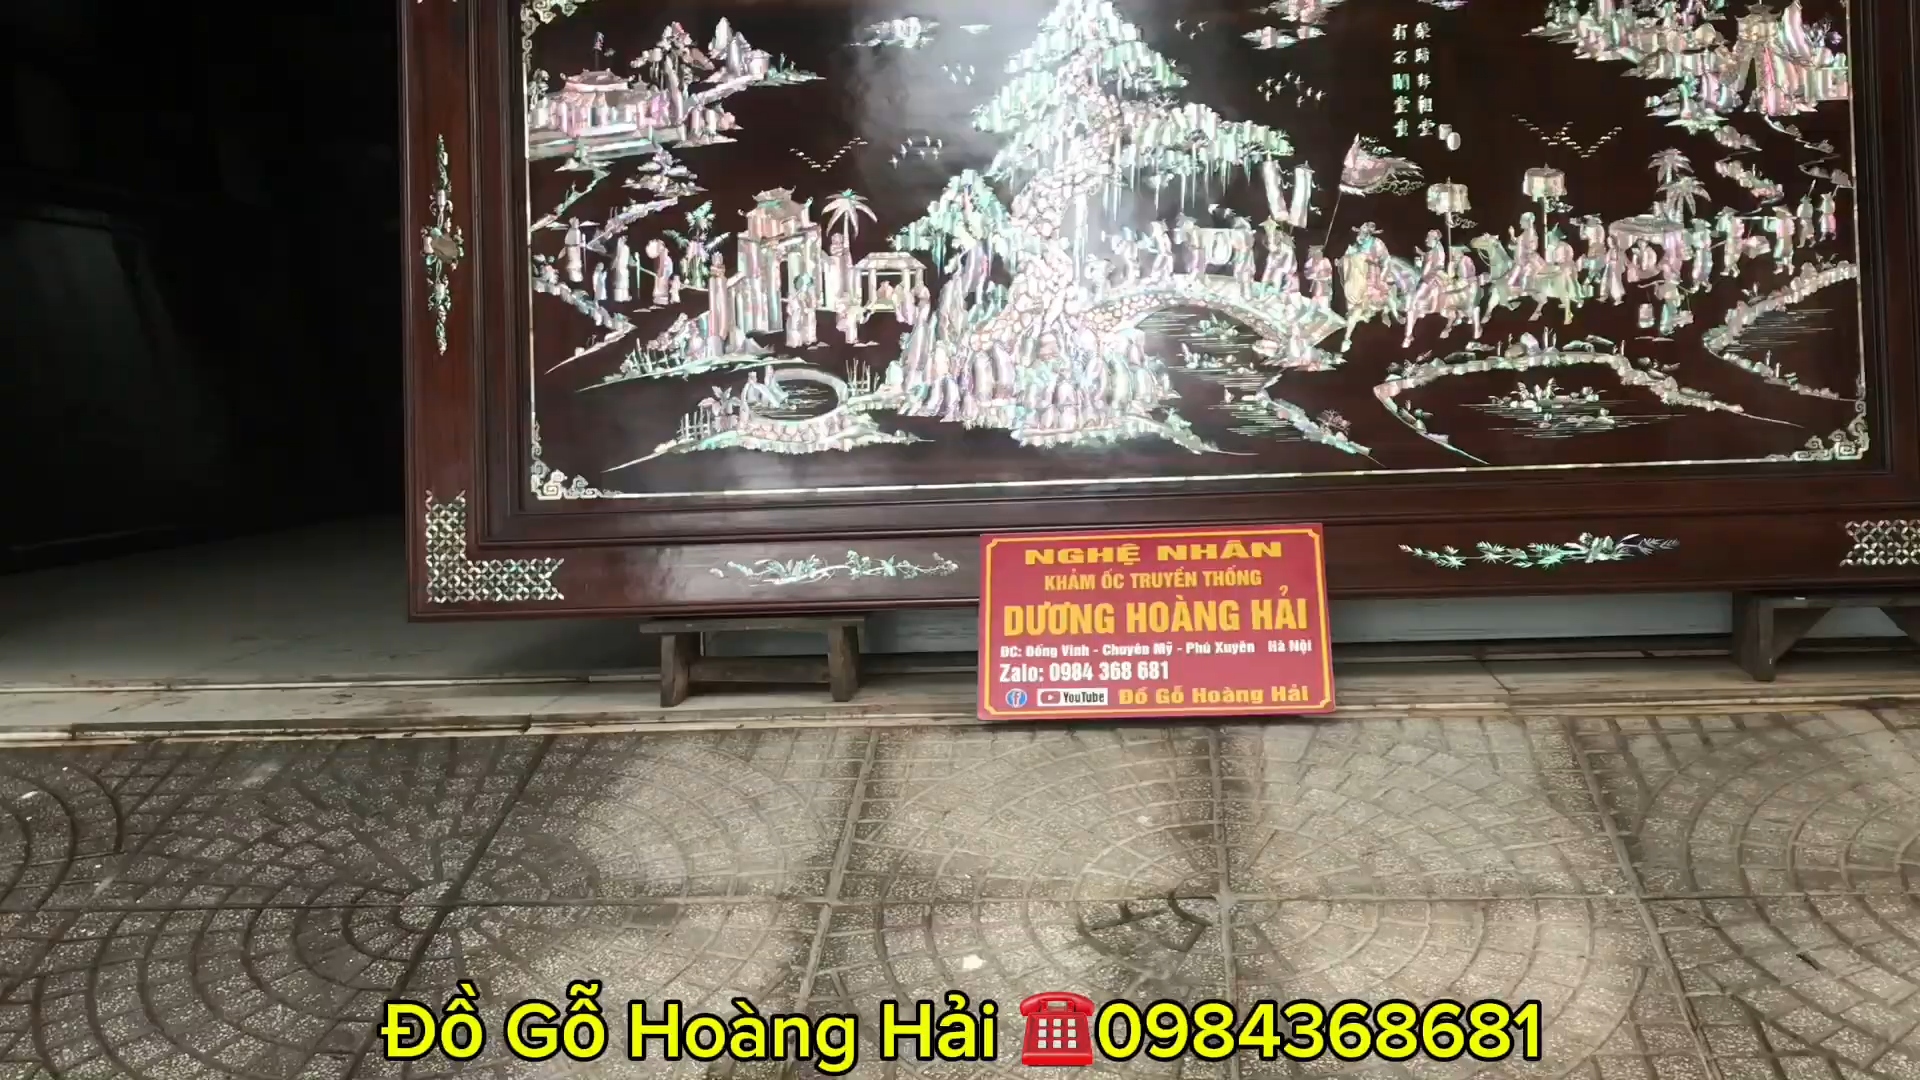 NGHỆ NHÂN
KHẢM ỐC TRUYỀN THỐNG
DƯƠNG HOÀNG HẢI
ĐC: Đồng Vinh - Chuyên Mỹ - Phú Xuyên Hà Nội
Zalo: 0984 368 681
YouTube Đồ Gỗ Hoàng Hải
Đồ Gỗ Hoàng Hải ☎️0984368681